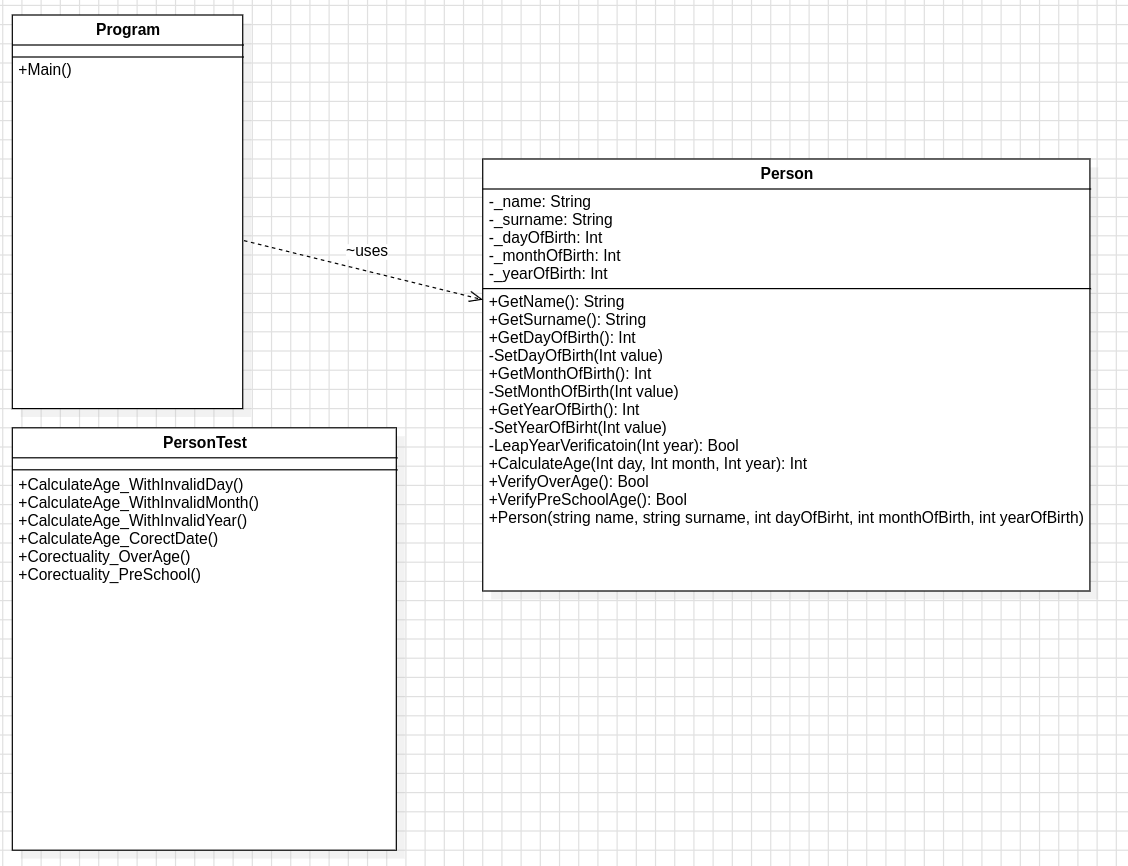 Program
+Main()
~uses
Person
-_name: String
-_surname: String
-_dayOfBirth: Int
-_monthOfBirth: Int
-_yearOfBirth: Int
+GetName(): String
+GetSurname(): String
+GetDayOfBirth(): Int
-SetDayOfBirth(Int value)
+GetMonthOfBirth(): Int
-SetMonthOfBirth(Int value)
+GetYearOfBirth(): Int
-SetYearOfBirht(Int value)
-LeapYearVerificatoin(Int year): Bool
+CalculateAge(Int day, Int month, Int year): Int
+VerifyOverAge(): Bool
+VerifyPreSchoolAge(): Bool
+Person(string name, string surname, int dayOfBirht, int monthOfBirth, int yearOfBirth)
PersonTest
+CalculateAge_WithInvalidDay()
+CalculateAge_WithInvalidMonth()
+CalculateAge_WithInvalidYear()
+CalculateAge_CorectDate()
+Corectuality_OverAge()
+Corectuality_PreSchool()